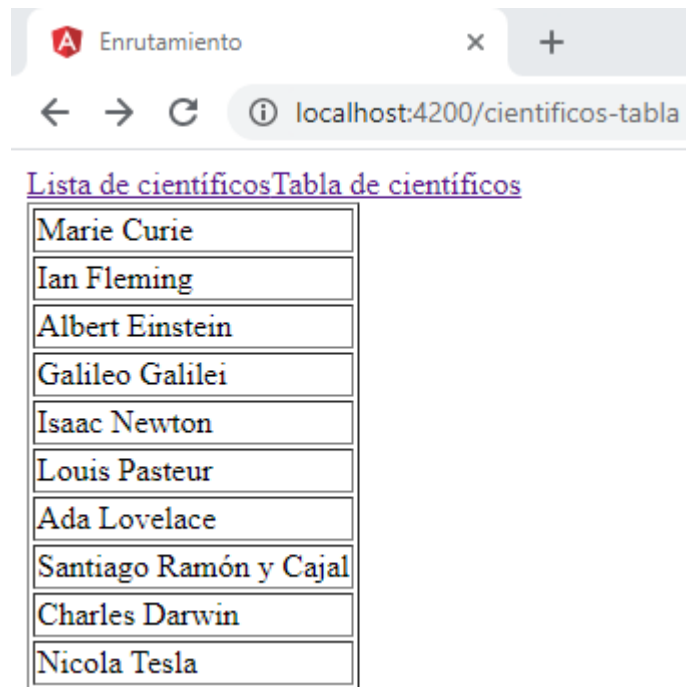 Enrutamiento
localhost:4200/cientificos-tabla
Lista de científicosTabla de científicos
Marie Curie
Ian Fleming
Albert Einstein
Galileo Galilei
Isaac Newton
Louis Pasteur
Ada Lovelace
Santiago Ramón y Cajal
Charles Darwin
Nicola Tesla